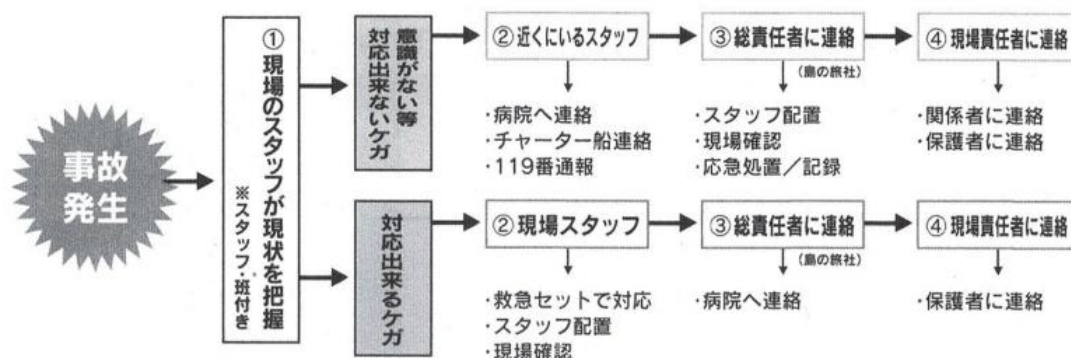 事故
発生
①現場のスタッフが現状を把握
※スタッフ・班付き
意識がない等
対応出来ないケガ
②近くにいるスタッフ
・病院へ連絡
・チャーター船連絡
・119番通報
③総責任者に連絡
(島の旅社)
・スタッフ配置
・現場確認
・応急処置/記録
④現場責任者に連絡
・関係者に連絡
・保護者に連絡
対応出来るケガ
②現場スタッフ
・救急セットで対応
・スタッフ配置
・現場確認
③総責任者に連絡
(島の旅社)
・病院へ連絡
④現場責任者に連絡
・保護者に連絡